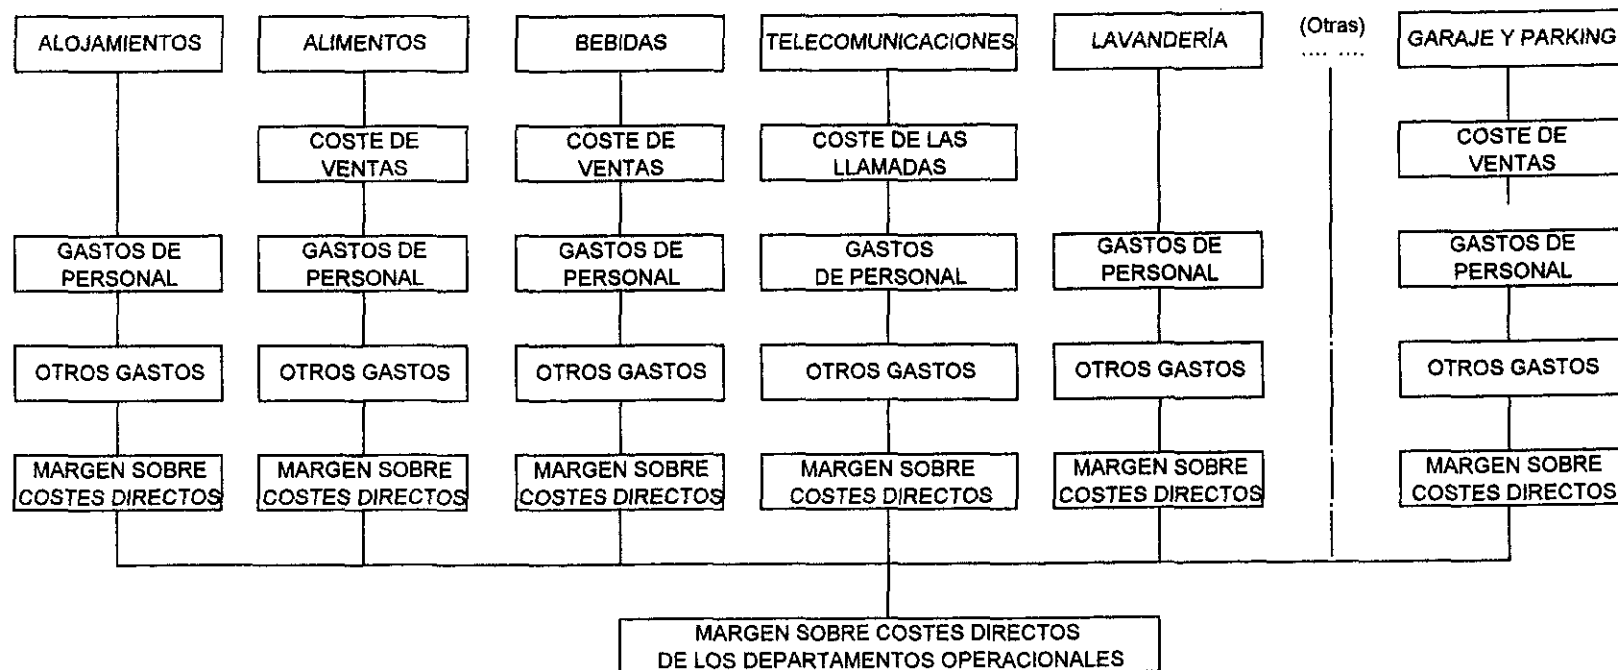 ALOJAMIENTOS
ALIMENTOS
BEBIDAS
TELECOMUNICACIONES
LAVANDERÍA
(Otras)
.... ....
GARAJE Y PARKING
COSTE DE
VENTAS
COSTE DE
VENTAS
COSTE DE LAS
LLAMADAS
COSTE DE
VENTAS
GASTOS DE
PERSONAL
GASTOS DE
PERSONAL
GASTOS DE
PERSONAL
GASTOS
DE PERSONAL
GASTOS DE
PERSONAL
GASTOS DE
PERSONAL
OTROS GASTOS
OTROS GASTOS
OTROS GASTOS
OTROS GASTOS
OTROS GASTOS
OTROS GASTOS
MARGEN SOBRE
COSTES DIRECTOS
MARGEN SOBRE
COSTES DIRECTOS
MARGEN SOBRE
COSTES DIRECTOS
MARGEN SOBRE
COSTES DIRECTOS
MARGEN SOBRE
COSTES DIRECTOS
MARGEN SOBRE
COSTES DIRECTOS
MARGEN SOBRE COSTES DIRECTOS
DE LOS DEPARTAMENTOS OPERACIONALES